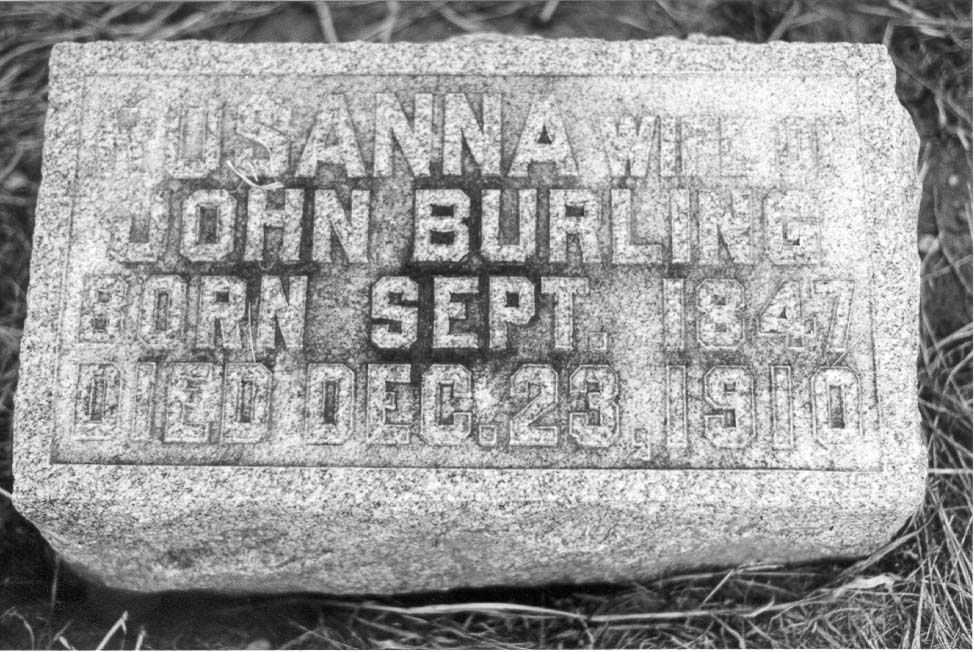 SUSANNA WIFE OF
JOHN BURLING
BORN SEPT. 1847
DIED DEC. 23, 1910